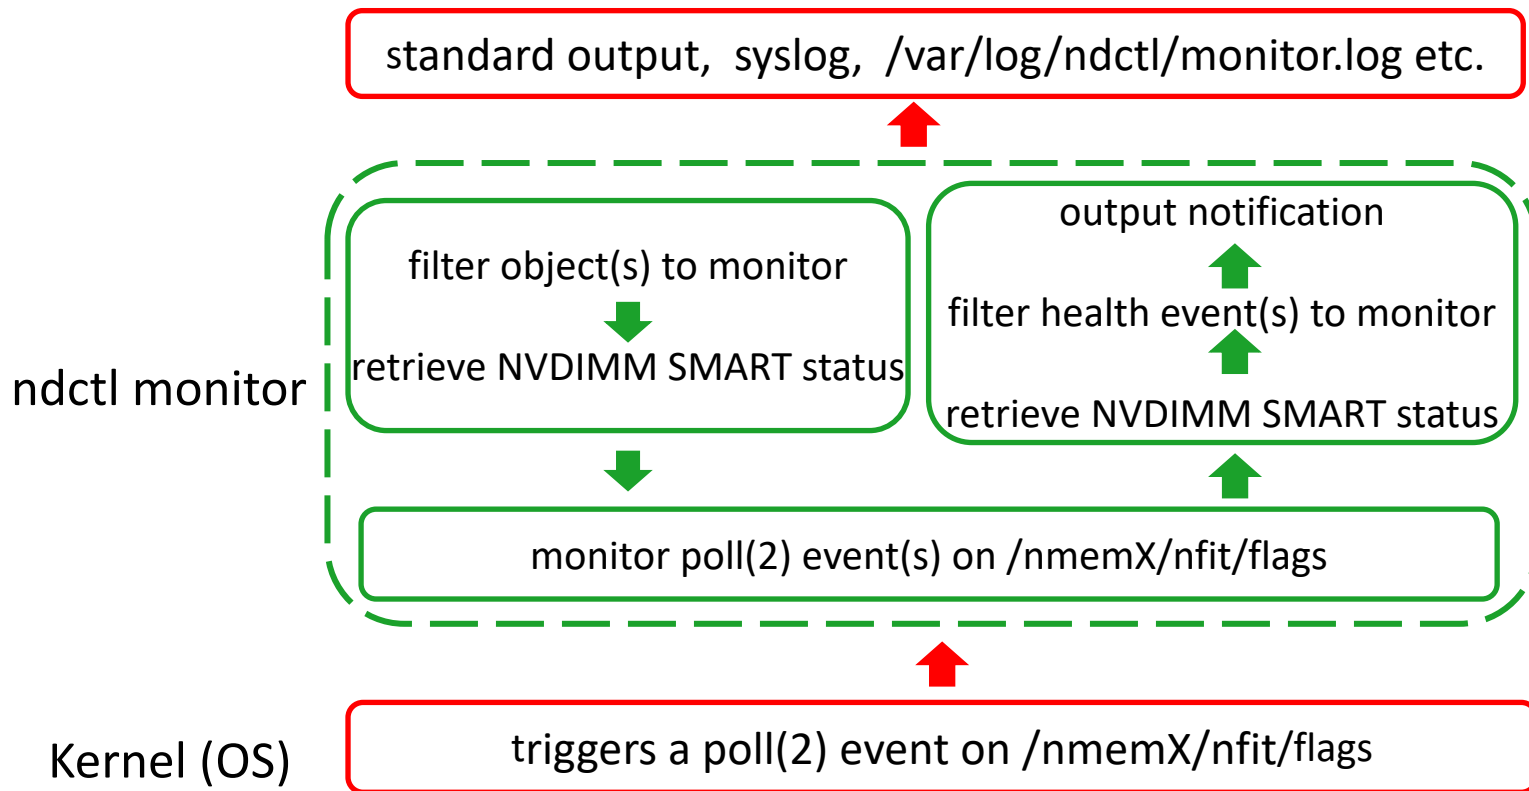 standard output, syslog, /var/log/ndctl/monitor.log etc.
ndctl monitor
filter object(s) to monitor
retrieve NVDIMM SMART status
output notification
filter health event(s) to monitor
retrieve NVDIMM SMART status
monitor poll(2) event(s) on /nmemX/nfit/flags
Kernel (OS)
triggers a poll(2) event on /nmemX/nfit/flags